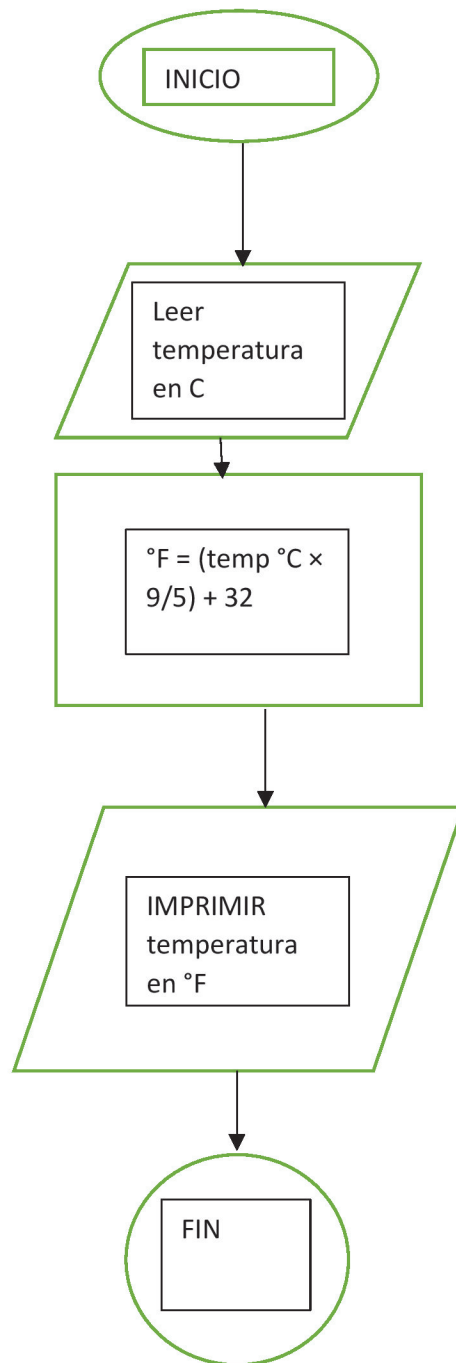 INICIO
Leer
temperatura
en C
°F = (temp °C ×
9/5) + 32
IMPRIMIR
temperatura
en °F
FIN